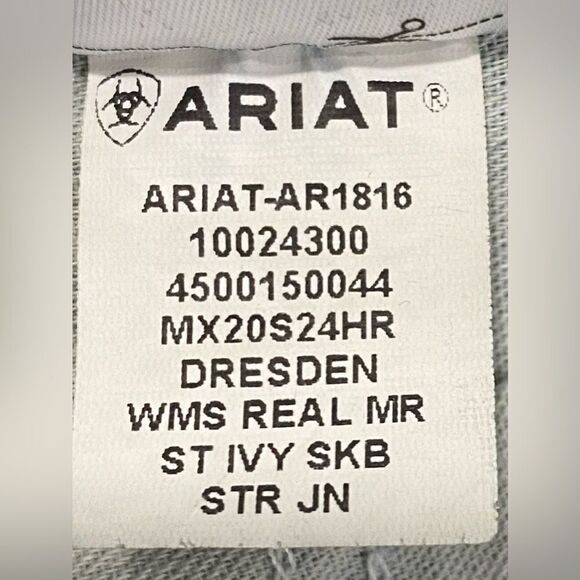 ARIAT®
ARIAT-AR1816
10024300
4500150044
MX20S24HR
DRESDEN
WMS REAL MR
ST IVY SKB
STR JN